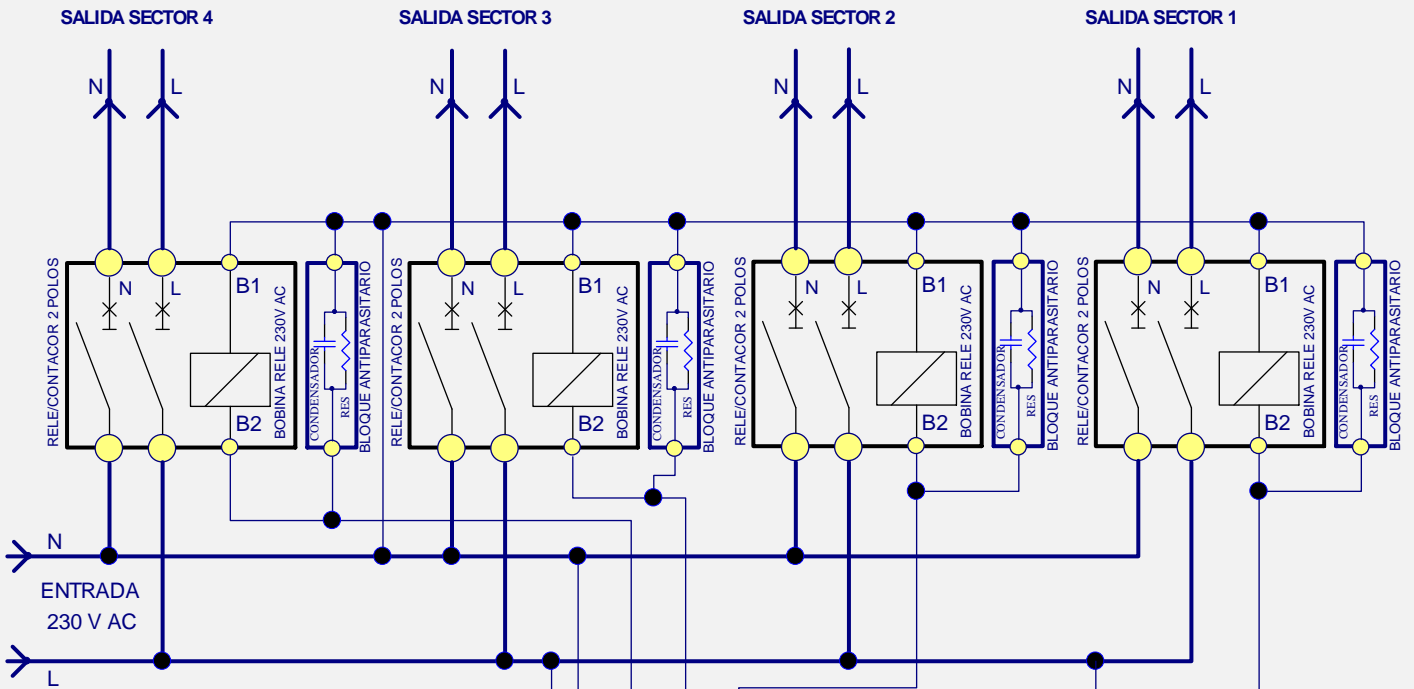 SALIDA SECTOR 4
SALIDA SECTOR 3
SALIDA SECTOR 2
SALIDA SECTOR 1
N
L
N
L
N
L
N
L
RELE/CONTACOR 2 POLOS
N
L
B1
B2
BOBINA RELE 230V AC
CONDENSADOR
RES
BLOQUE ANTIPARASITARIO
RELE/CONTACOR 2 POLOS
N
L
B1
B2
BOBINA RELE 230V AC
CONDENSADOR
RES
BLOQUE ANTIPARASITARIO
RELE/CONTACOR 2 POLOS
N
L
B1
B2
BOBINA RELE 230V AC
CONDENSADOR
RES
BLOQUE ANTIPARASITARIO
RELE/CONTACOR 2 POLOS
N
L
B1
B2
BOBINA RELE 230V AC
CONDENSADOR
RES
BLOQUE ANTIPARASITARIO
N
ENTRADA
230 V AC
L